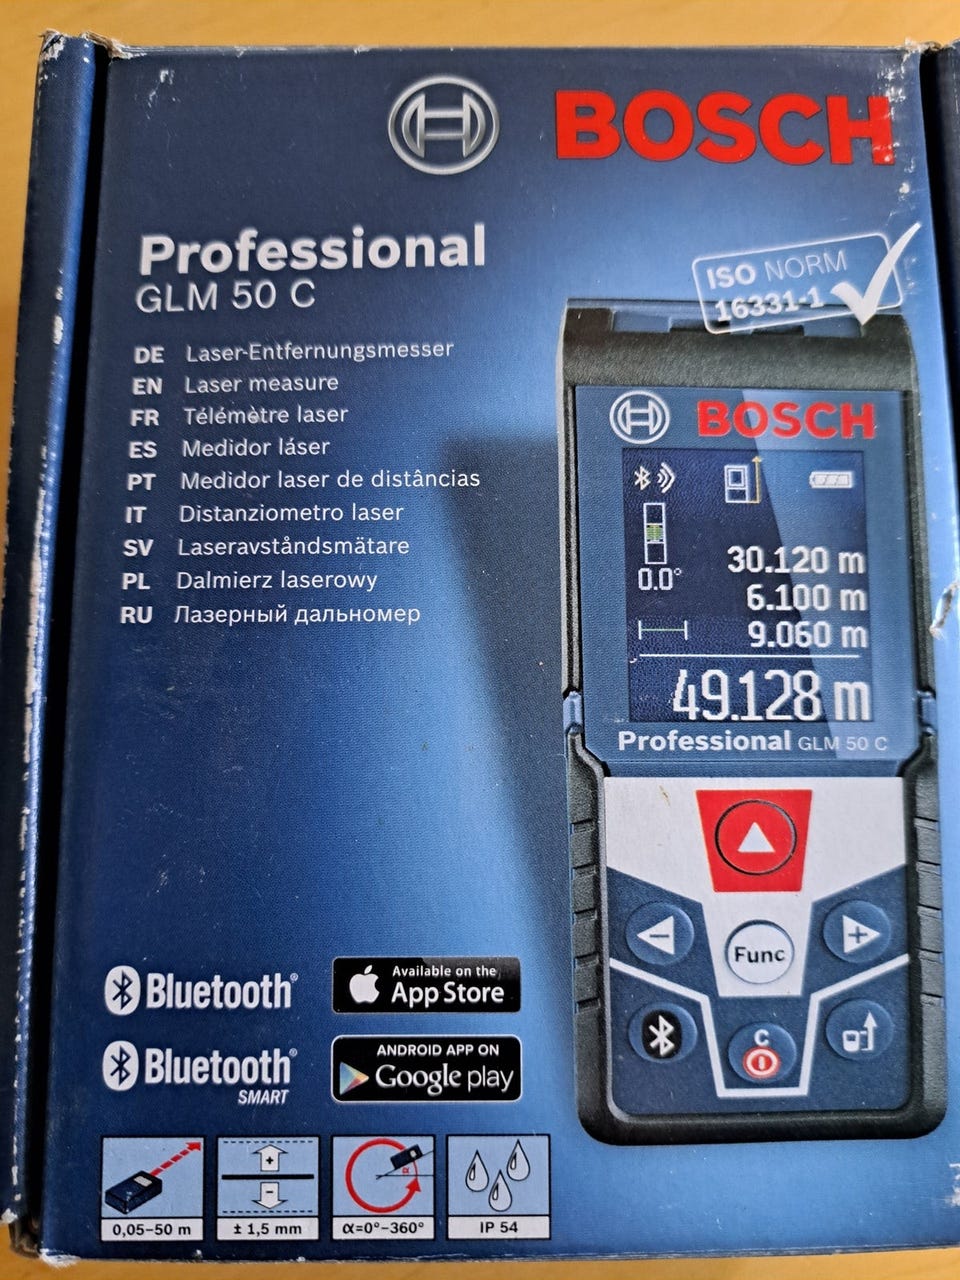 BOSCH
Professional
GLM 50 C
ISO NORM
16331-1
DE Laser-Entfernungsmesser
EN Laser measure
FR Télémètre laser
ES Medidor láser
PT Medidor laser de distâncias
IT Distanziometro laser
SV Laseravståndsmätare
PL Dalmierz laserowy
RU Лазерный дальномер
BOSCH
0.0°
30.120 m
6.100 m
9.060 m
49.128 m
Professional GLM 50 C
Func
C
Bluetooth®
Available on the
App Store
Bluetooth®
SMART
ANDROID APP ON
Google play
0,05–50 m
± 1,5 mm
α
α=0°–360°
IP 54